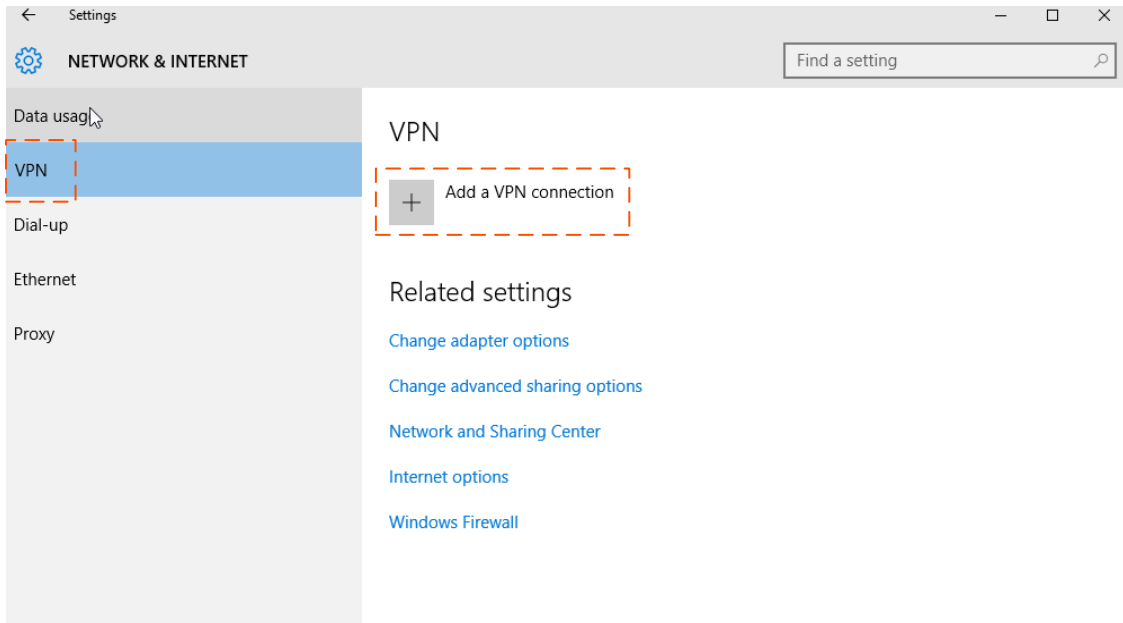 Settings
NETWORK & INTERNET
Find a setting
Data usage
VPN
Dial-up
Ethernet
Proxy
VPN
Add a VPN connection
Related settings
Change adapter options
Change advanced sharing options
Network and Sharing Center
Internet options
Windows Firewall